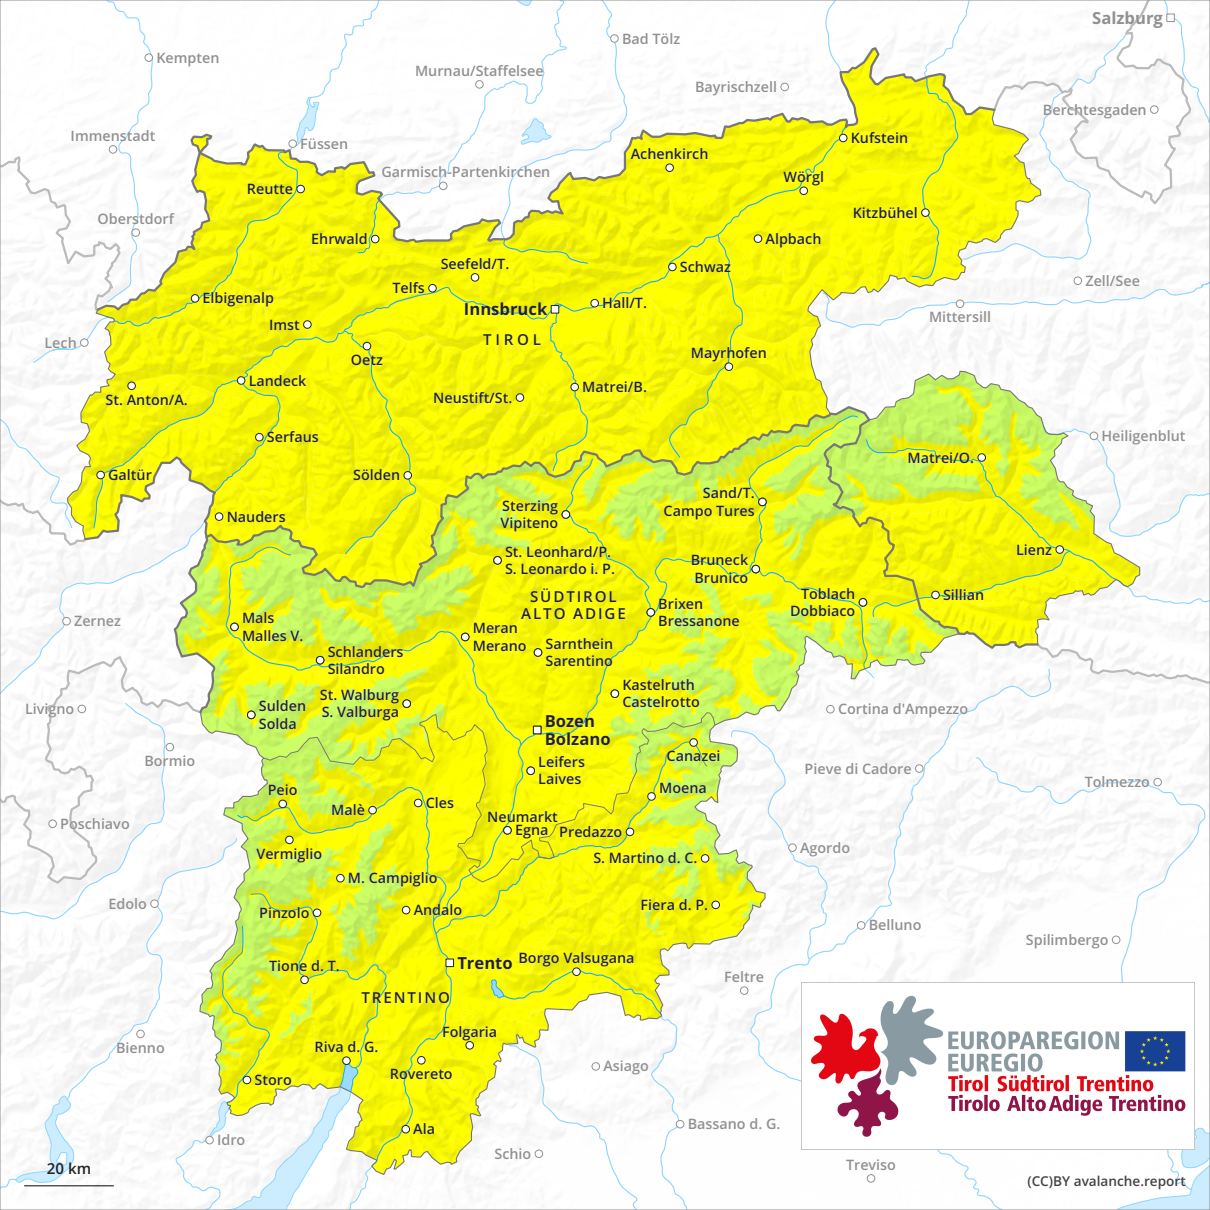 Salzburg
Bad Tölz
Kempten
Murnau/Staffelsee
Bayrischzell
Berchtesgaden
Immenstadt
Füssen
Kufstein
Achenkirch
Garmisch-Partenkirchen
Wörgl
Reutte
Oberstdorf
Kitzbühel
Ehrwald
Alpbach
Seefeld/T.
Schwaz
Zell/See
Telfs
Elbigenalp
Hall/T.
Innsbruck
Mittersill
Imst
TIROL
Lech
Oetz
Mayrhofen
Landeck
Matrei/B.
St. Anton/A.
Neustift/St.
Serfaus
Heiligenblut
Matrei/O.
Galtür
Sölden
Sand/T.
Campo Tures
Sterzing
Vipiteno
Nauders
St. Leonhard/P.
S. Leonardo i. P.
Lienz
Bruneck
Brunico
SÜDTIROL
ALTO ADIGE
Toblach
Dobbiaco
Sillian
Brixen
Bressanone
Mals
Malles V.
Zernez
Meran
Merano
Sarnthein
Sarentino
Schlanders
Silandro
Kastelruth
Castelrotto
St. Walburg
S. Valburga
Sulden
Solda
Livigno
Cortina d'Ampezzo
Bozen
Bolzano
Bormio
Canazei
Leifers
Laives
Pieve di Cadore
Tolmezzo
Peio
Moena
Malè
Cles
Neumarkt
Egna
Predazzo
Poschiavo
Vermiglio
S. Martino d. C.
Agordo
M. Campiglio
Edolo
Pinzolo
Andalo
Fiera d. P.
Belluno
Spilimbergo
Trento
Borgo Valsugana
Tione d. T.
Feltre
TRENTINO
Folgaria
Bienno
Riva d. G.
Rovereto
Asiago
Storo
EUROPAREGION
EUREGIO
Tirol Südtirol Trentino
Tirolo Alto Adige Trentino
Bassano d. G.
Ala
Idro
Schio
Treviso
20 km
(CC)BY avalanche.report